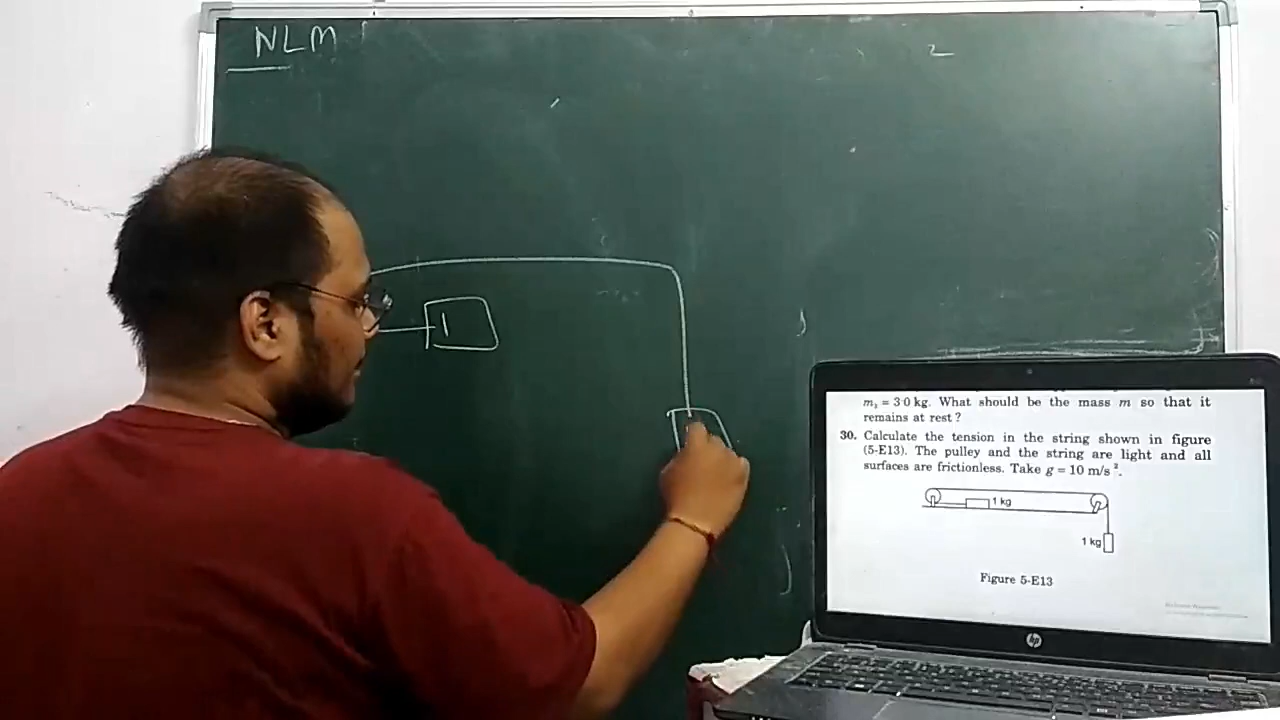 NLM
1
m₁ = 3·0 kg. What should be the mass m so that it
remains at rest ?
30. Calculate the tension in the string shown in figure
(5-E13). The pulley and the string are light and all
surfaces are frictionless. Take g = 10 m/s².
1 kg
1 kg
Figure 5-E13
hp